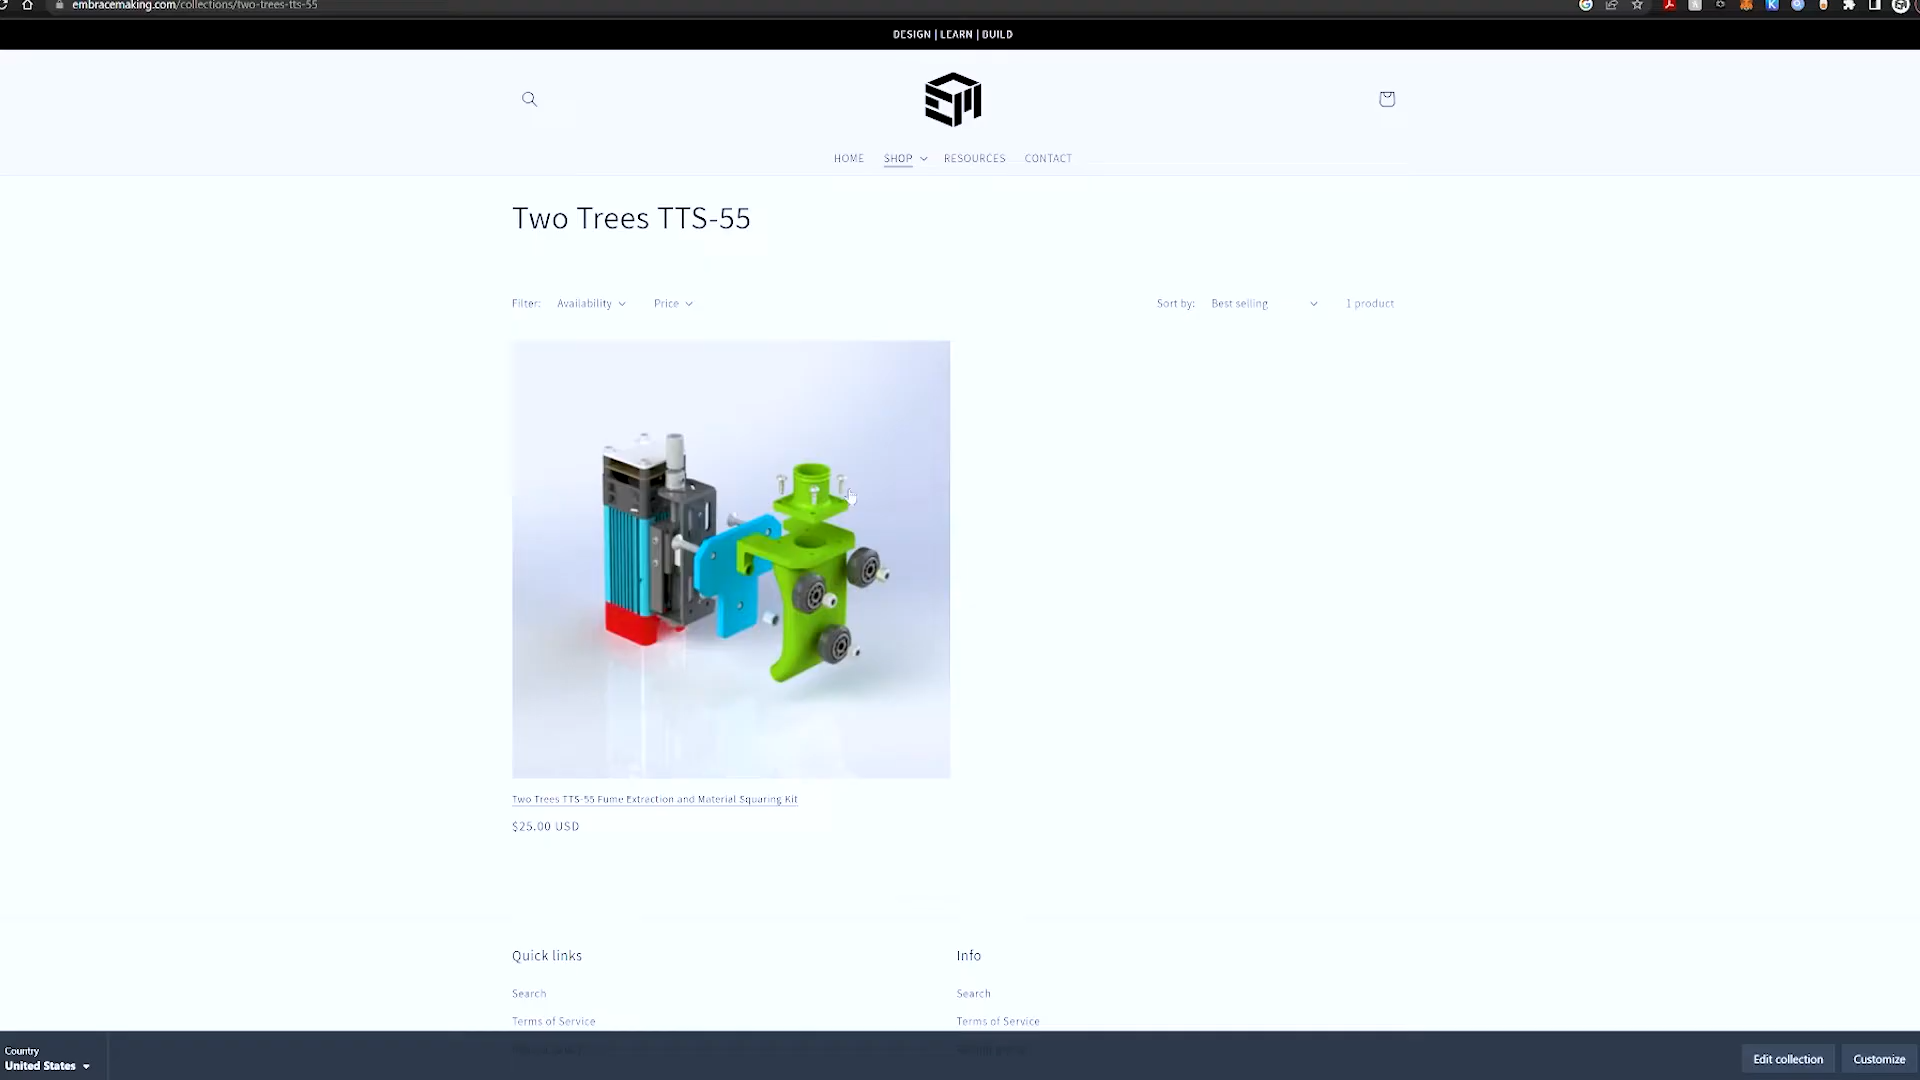 embracemaking.com/collections/two-trees-tts-55
DESIGN | LEARN | BUILD
HOME SHOP RESOURCES CONTACT
Two Trees TTS-55
Filter: Availability Price Sort by: Best selling 1 product
Two Trees TTS-55 Fume Extraction and Material Squaring Kit
$25.00 USD
Quick links Info
Search Search
Terms of Service Terms of Service
Country
United States
Edit collection Customize